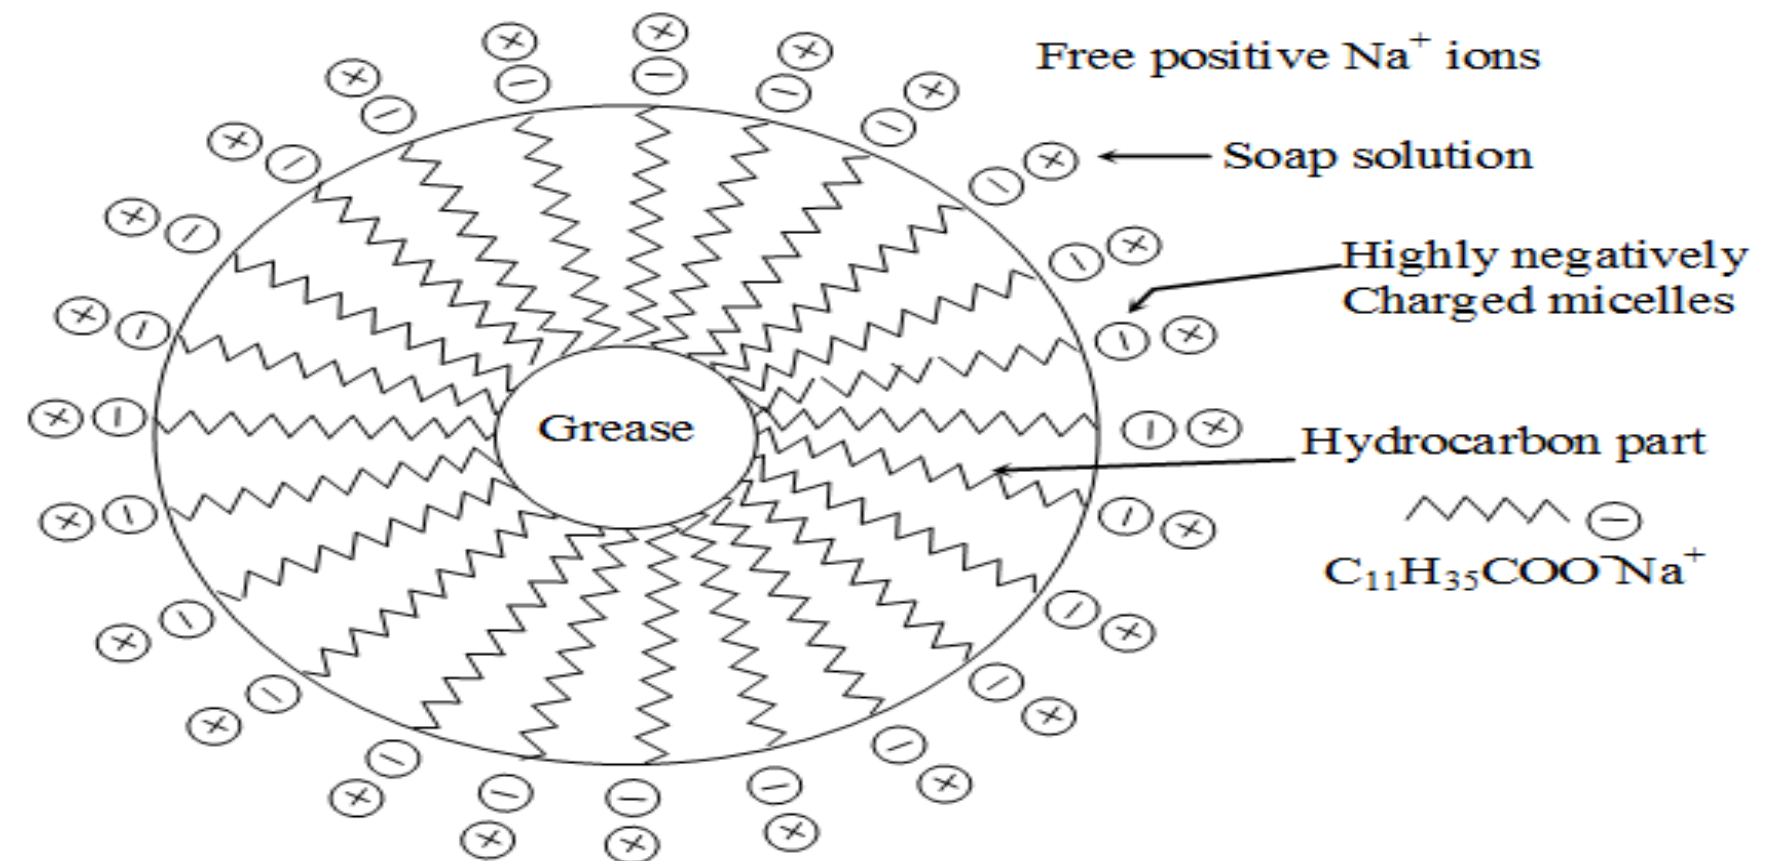 Free positive Na⁺ ions
Soap solution
Highly negatively
Charged micelles
Grease
Hydrocarbon part
C₁₁H₃₅COO⁻Na⁺